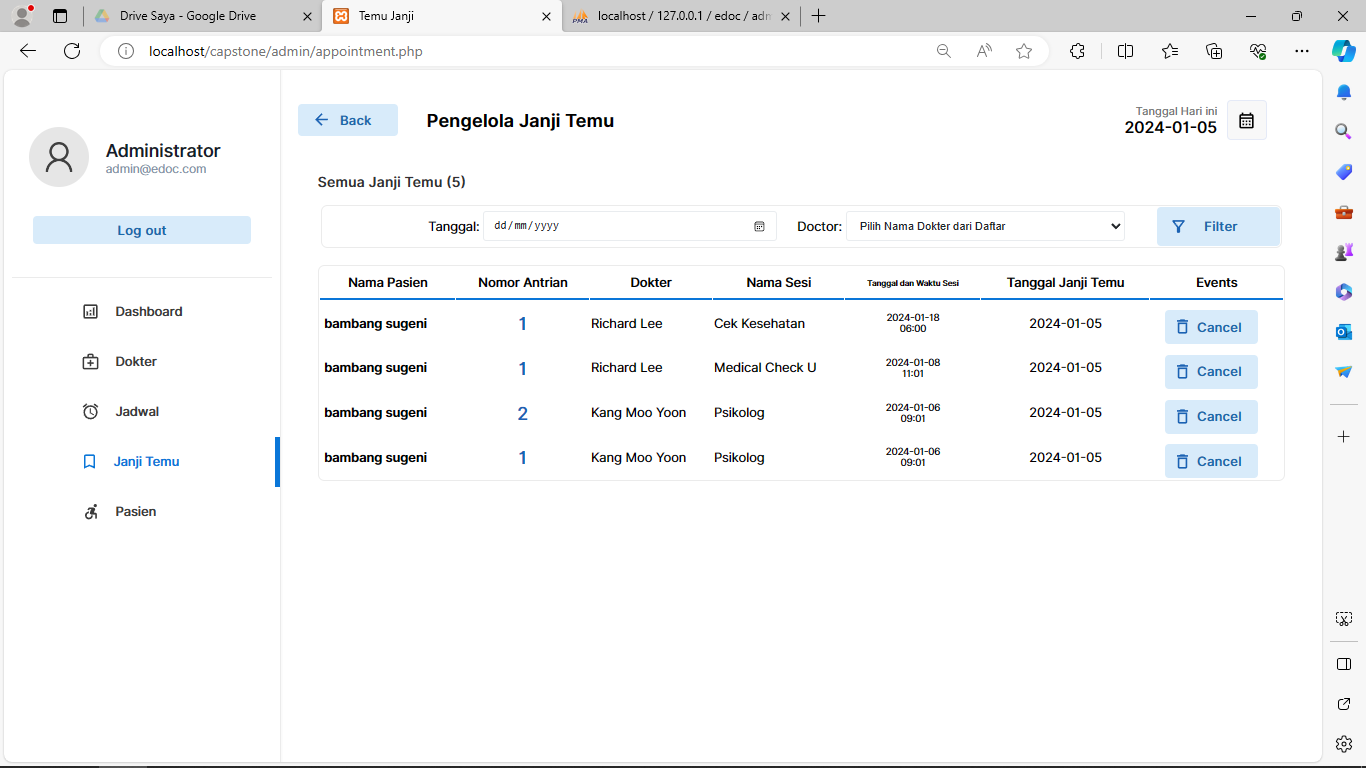 Drive Saya - Google Drive
Temu Janji
PMA localhost / 127.0.0.1 / edoc / adm
localhost/capstone/admin/appointment.php
Administrator
admin@edoc.com
Log out
Dashboard
Dokter
Jadwal
Janji Temu
Pasien
Back
Pengelola Janji Temu
Tanggal Hari ini
2024-01-05
Semua Janji Temu (5)
Tanggal: dd/mm/yyyy Doctor: Pilih Nama Dokter dari Daftar Filter
Nama Pasien Nomor Antrian Dokter Nama Sesi Tanggal dan Waktu Sesi Tanggal Janji Temu Events
bambang sugeni 1 Richard Lee Cek Kesehatan 2024-01-18 06:00 2024-01-05 Cancel
bambang sugeni 1 Richard Lee Medical Check U 2024-01-08 11:01 2024-01-05 Cancel
bambang sugeni 2 Kang Moo Yoon Psikolog 2024-01-06 09:01 2024-01-05 Cancel
bambang sugeni 1 Kang Moo Yoon Psikolog 2024-01-06 09:01 2024-01-05 Cancel